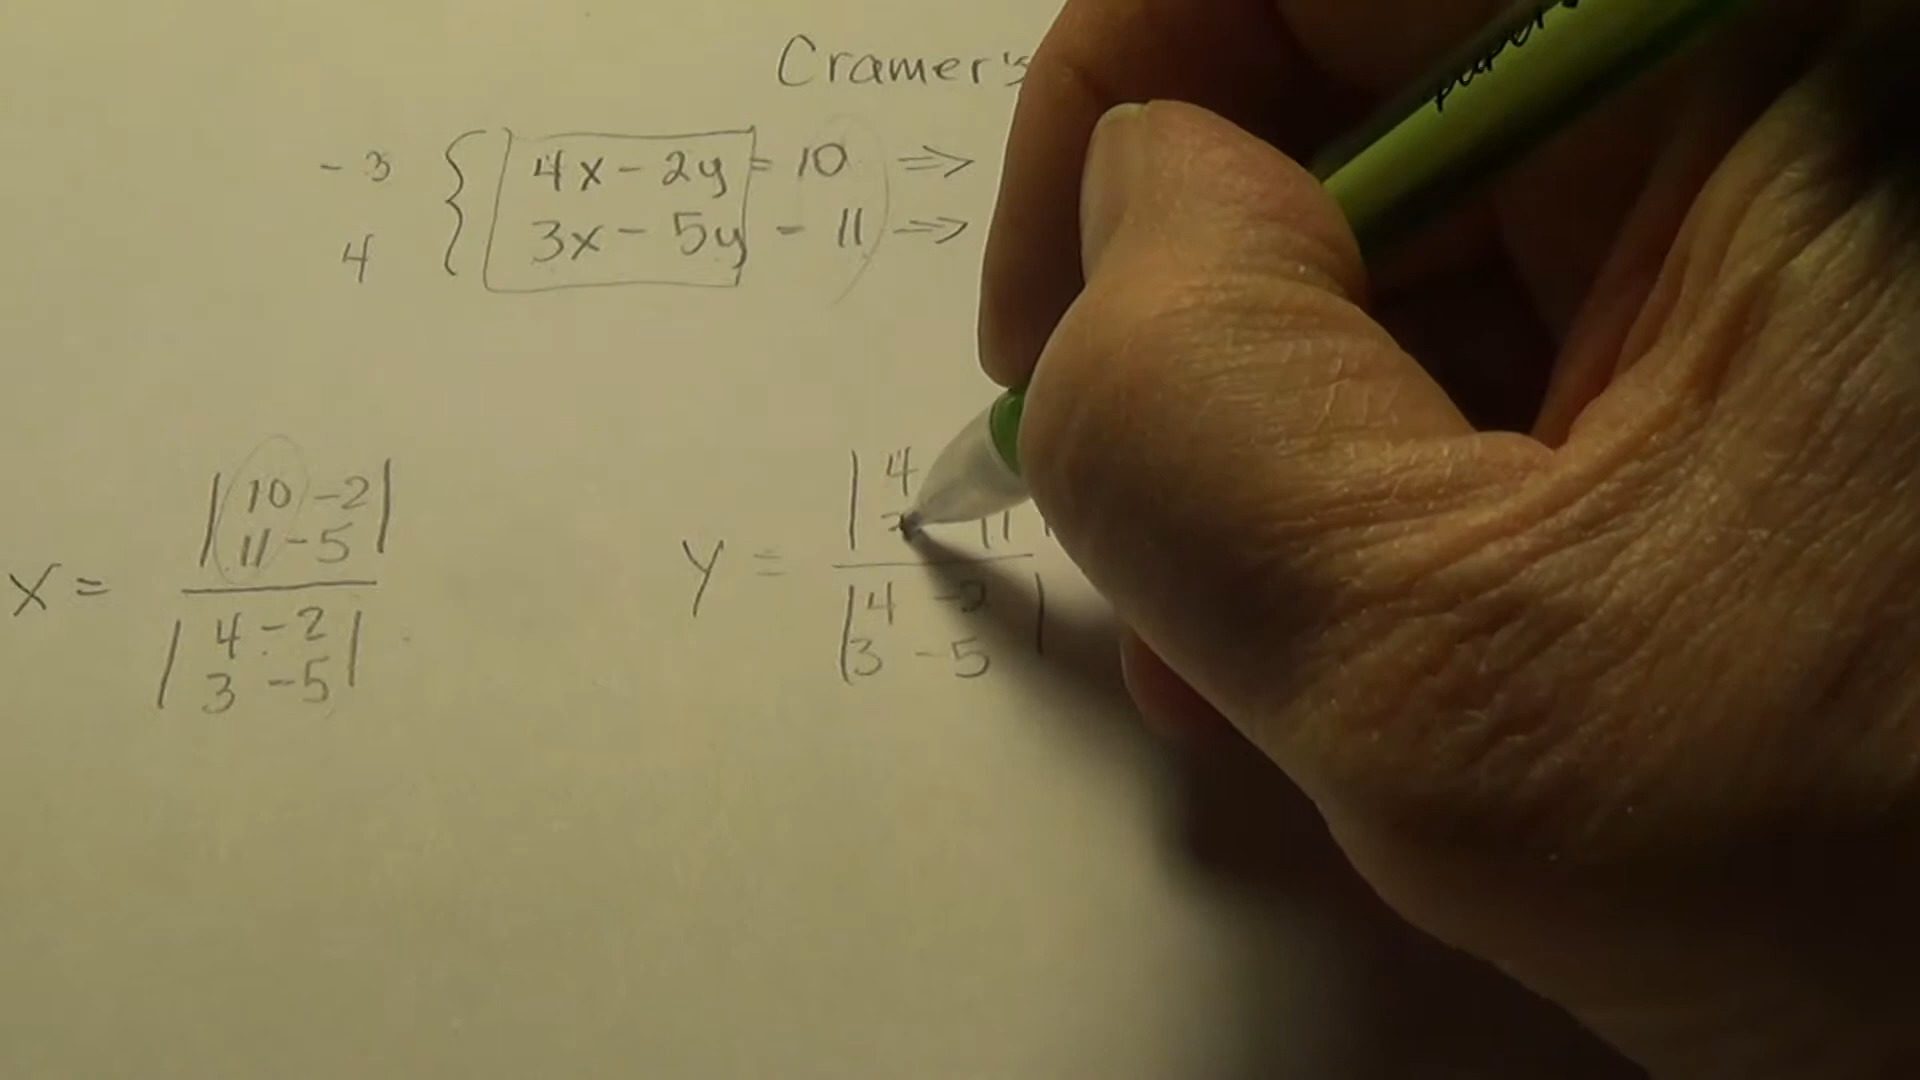 Cramer's
- 3 { 4x - 2y = 10 ⇒
4 3x - 5y - 11 ⇒
| 10 -2 |
| 11 -5 |
x =
| 4 -2 |
| 3 -5 |
| 4
11 |
y =
| 4 -2 |
| 3 -5 |